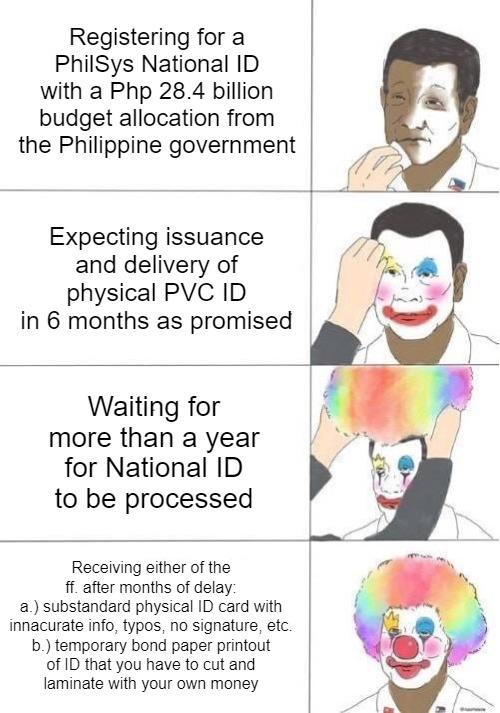 Registering for a
PhilSys National ID
with a Php 28.4 billion
budget allocation from
the Philippine government
Expecting issuance
and delivery of
physical PVC ID
in 6 months as promised
Waiting for
more than a year
for National ID
to be processed
Receiving either of the
ff. after months of delay:
a.) substandard physical ID card with
innacurate info, typos, no signature, etc.
b.) temporary bond paper printout
of ID that you have to cut and
laminate with your own money